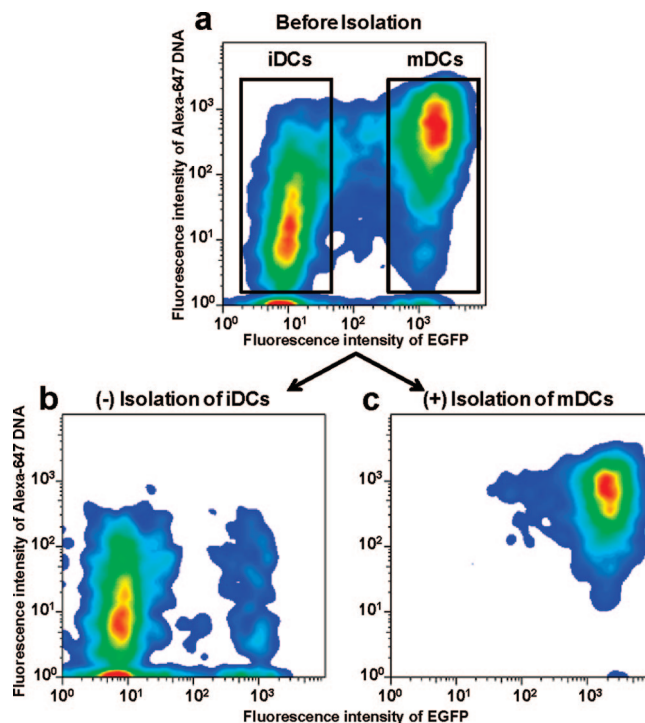 a
Before Isolation
iDCs mDCs
Fluorescence intensity of Alexa-647 DNA
10³
10²
10¹
10⁰
10⁰ 10¹ 10² 10³
Fluorescence intensity of EGFP
b
(-) Isolation of iDCs
Fluorescence intensity of Alexa-647 DNA
10³
10²
10¹
10⁰
10⁰ 10¹ 10² 10³
c
(+) Isolation of mDCs
10³
10²
10¹
10⁰
10⁰ 10¹ 10² 10³
Fluorescence intensity of EGFP